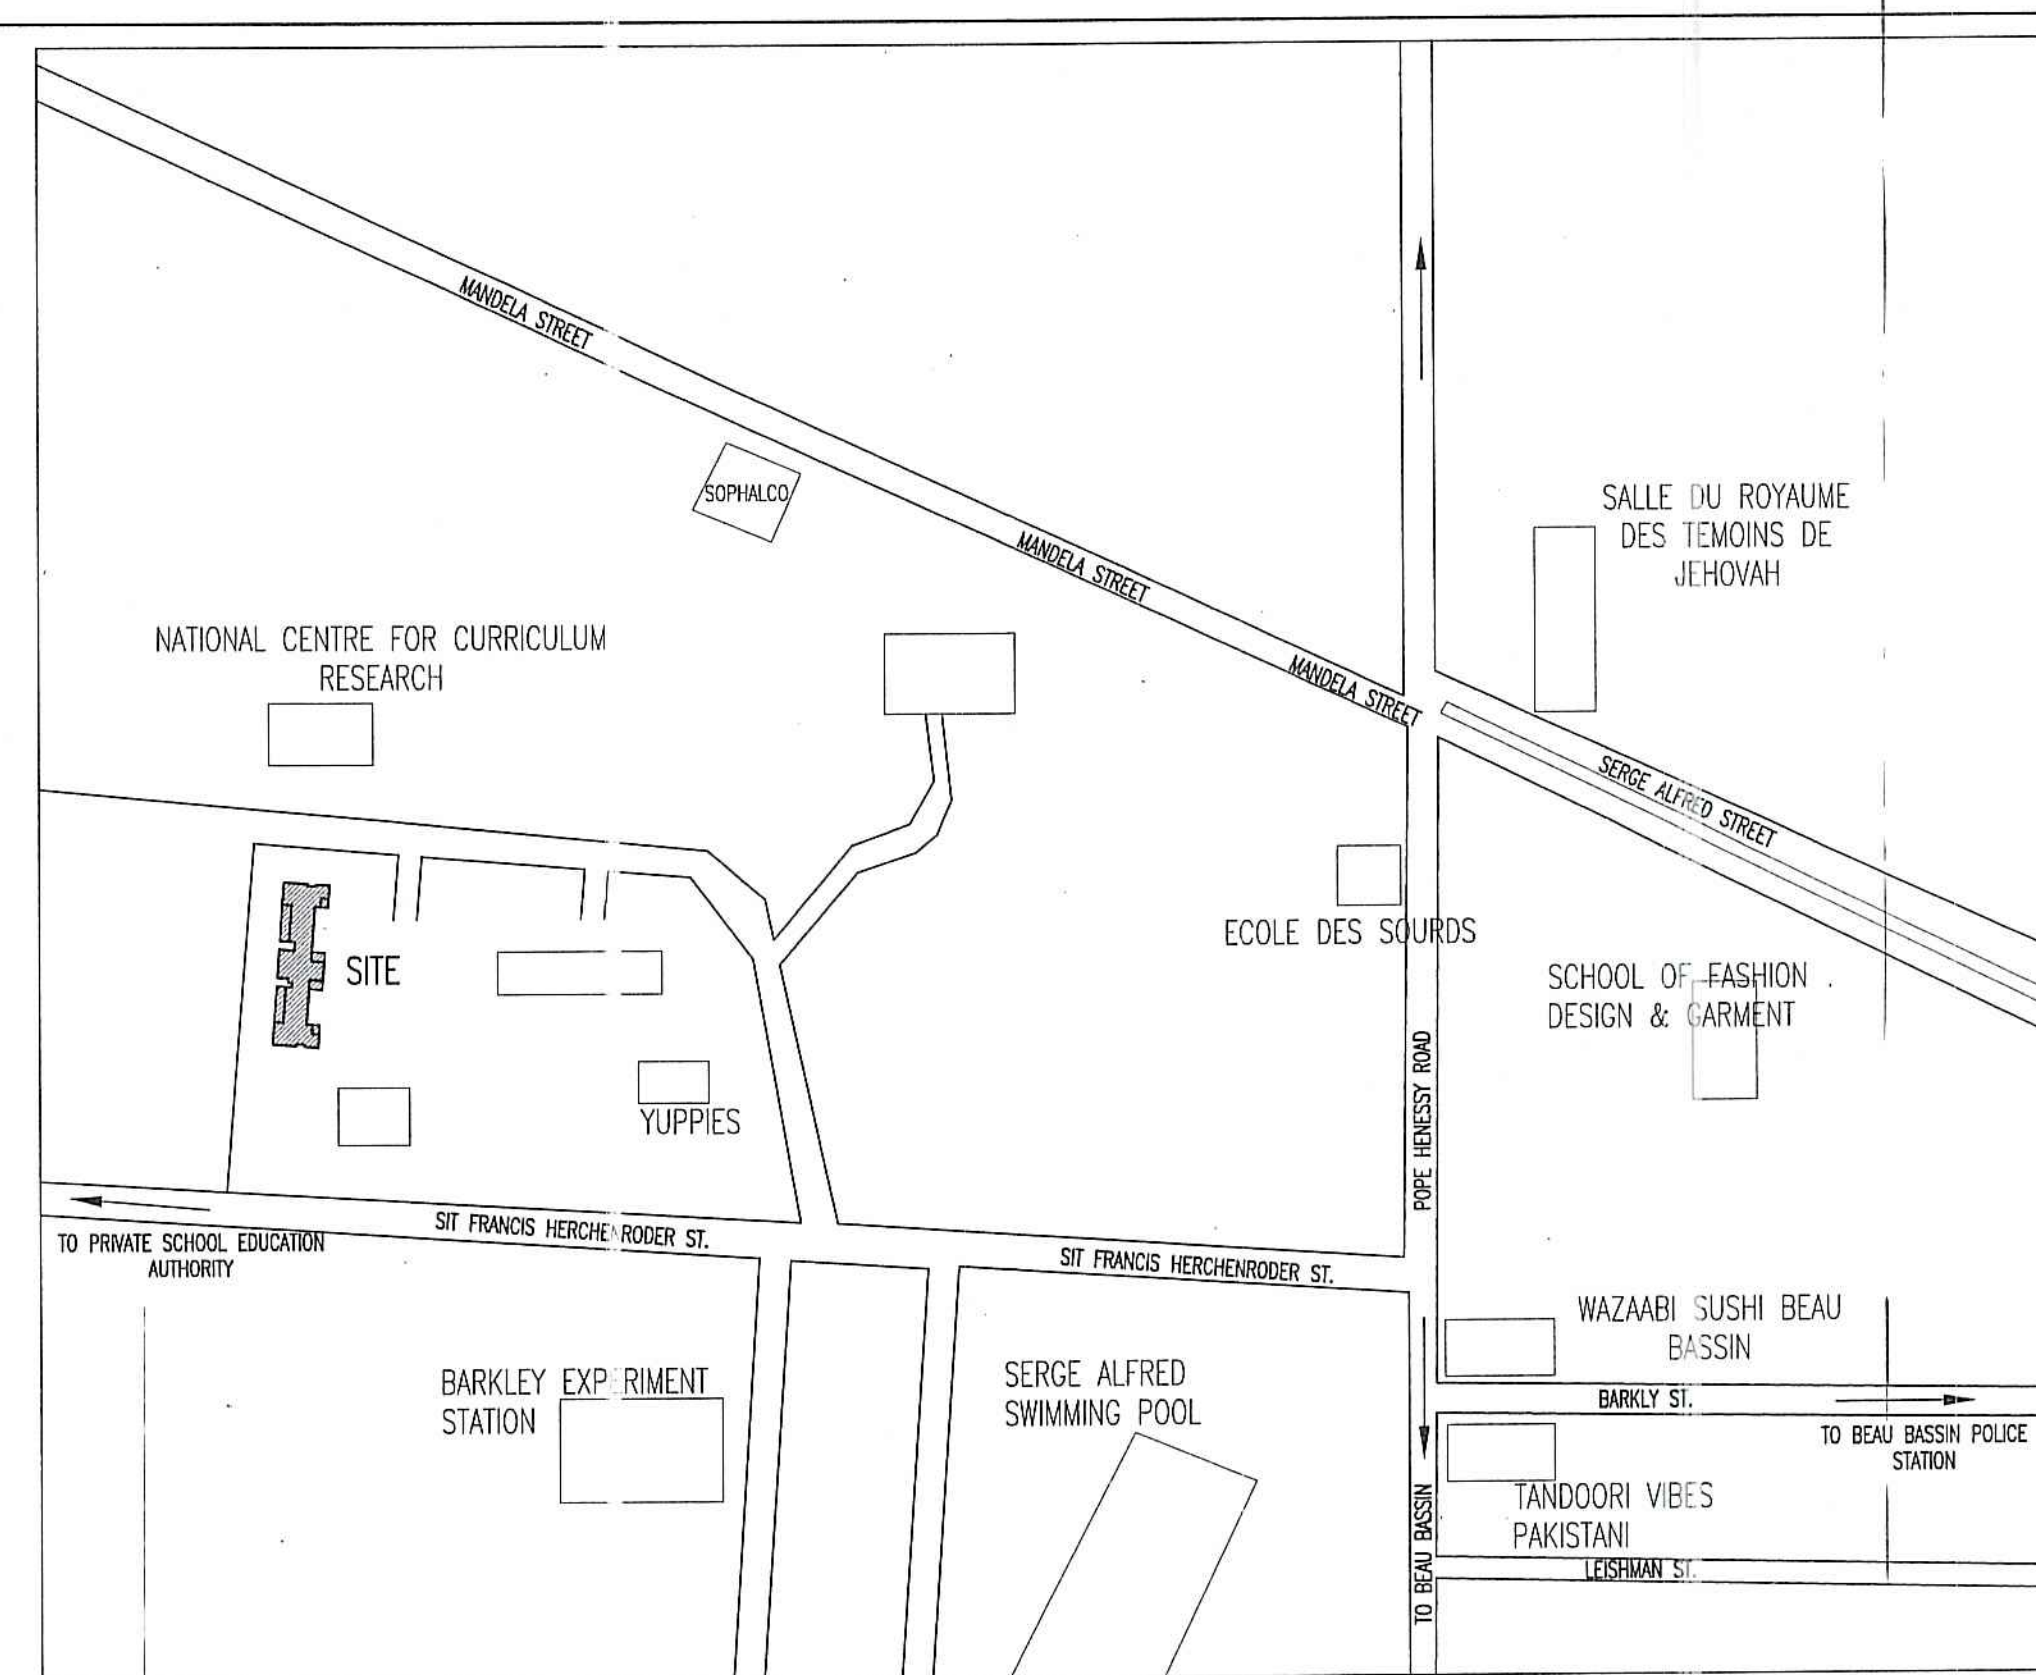 MANDELA STREET
SOPHALCO
SALLE DU ROYAUME
DES TEMOINS DE
JEHOVAH
MANDELA STREET
NATIONAL CENTRE FOR CURRICULUM
RESEARCH
MANDELA STREET
SERGE ALFRED STREET
ECOLE DES SOURDS
SITE
SCHOOL OF FASHION
DESIGN & GARMENT
POPE HENESSY ROAD
YUPPIES
SIT FRANCIS HERCHENRODER ST.
TO PRIVATE SCHOOL EDUCATION
AUTHORITY
SIT FRANCIS HERCHENRODER ST.
WAZAABI SUSHI BEAU
BASSIN
BARKLEY EXPERIMENT
STATION
SERGE ALFRED
SWIMMING POOL
BARKLY ST.
TO BEAU BASSIN POLICE
STATION
TANDOORI VIBES
PAKISTANI
TO BEAU BASSIN
LEISHMAN ST.